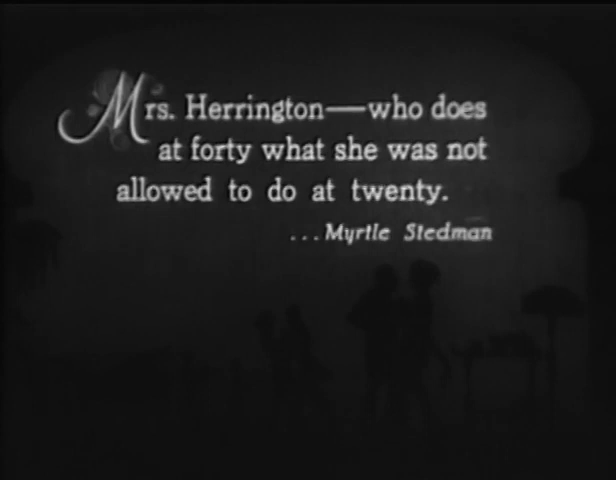 Mrs. Herrington—who does
at forty what she was not
allowed to do at twenty.
...Myrtle Stedman